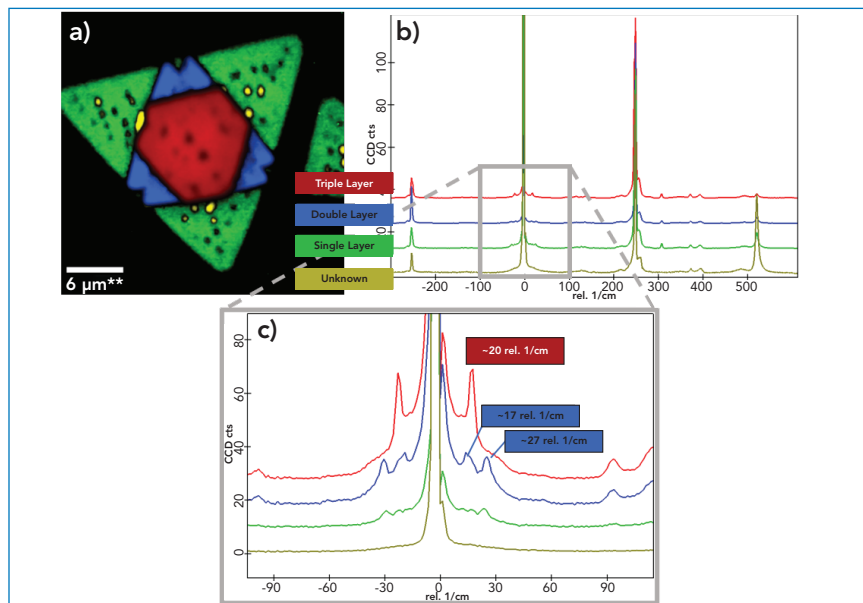 a)
6 µm**
b)
CCD cts
100
80
60
Triple Layer
Double Layer
Single Layer
Unknown
-200
-100
0
100
200
300
400
500
rel. 1/cm
c)
CCD cts
80
60
40
20
0
~20 rel. 1/cm
~17 rel. 1/cm
~27 rel. 1/cm
-90
-60
-30
0
30
60
90
rel. 1/cm